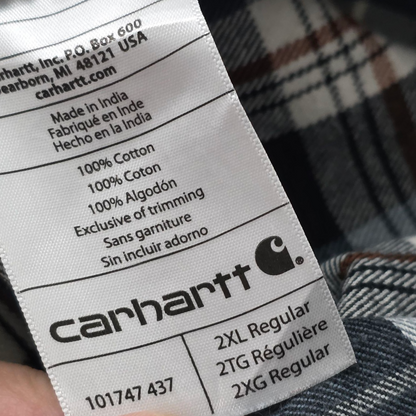 Carhartt, Inc. P.O. Box 600
Dearborn, MI 48121 USA
carhartt.com
Made in India
Fabriqué en Inde
Hecho en la India
100% Cotton
100% Coton
100% Algodón
Exclusive of trimming
Sans garniture
Sin incluir adorno
carhartt ®
2XL Regular
2TG Régulière
2XG Regular
101747 437